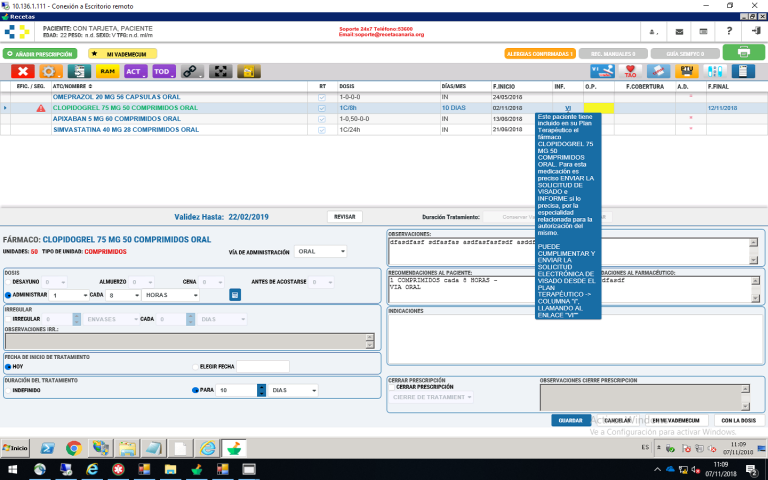 10.136.1.111 - Conexión a Escritorio remoto
Recetas
PACIENTE: CON TARJETA, PACIENTE
EDAD: 22 PESO: n.d. SEXO: V TPG: n.d. ml/m
Soporte 24x7 Teléfono:53600
Email:soporte@recetacanaria.org
AÑADIR PRESCRIPCIÓN
MI VADEMECUM
ALERGIAS CONFIRMADAS 1
REC. MANUALES 0
GUÍA SEMFYC 0
RAM
ACT
TOD
TAO
EFIC. / SEG.
ATC/NOMBRE
RT
DOSIS
DÍAS/MES
F.INICIO
INF.
O.P.
F.COBERTURA
A.D.
F.FINAL
OMEPRAZOL 20 MG 56 CAPSULAS ORAL
1-0-0-0
IN
24/05/2018
CLOPIDOGREL 75 MG 50 COMPRIMIDOS ORAL
1C/8h
10 DIAS
02/11/2018
VI
12/11/2018
APIXABAN 5 MG 60 COMPRIMIDOS ORAL
1-0,50-0-0
IN
13/06/2018
SIMVASTATINA 40 MG 28 COMPRIMIDOS ORAL
1C/24h
IN
21/06/2018
Este paciente tiene
incluido en su Plan
Terapéutico el
fármaco
CLOPIDOGREL 75
MG 50
COMPRIMIDOS
ORAL. Para esta
medicación es
preciso ENVIAR LA
SOLICITUD DE
VISADO e
INFORME si lo
precisa, por la
especialidad
relacionada para la
autorización del
mismo.
PUEDE
CUMPLIMENTAR Y
ENVIAR LA
SOLICITUD
ELECTRÓNICA DE
VISADO DESDE EL
PLAN
TERAPÉUTICO ->
COLUMNA "I",
LLAMANDO AL
ENLACE "VI"
Validez Hasta: 22/02/2019
REVISAR
Duración Tratamiento:
Conservar
FÁRMACO: CLOPIDOGREL 75 MG 50 COMPRIMIDOS ORAL
UNIDADES: 50 TIPO DE UNIDAD: COMPRIMIDOS
VÍA DE ADMINISTRACIÓN
ORAL
DOSIS
DESAYUNO 0
ALMUERZO 0
CENA 0
ANTES DE ACOSTARSE 0
ADMINISTRAR 1 CADA 8 HORAS
IRREGULAR
IRREGULAR 0 ENVASES CADA 0 DIAS
OBSERVACIONES IRR.:
FECHA DE INICIO DE TRATAMIENTO
HOY
ELEGIR FECHA
DURACIÓN DEL TRATAMIENTO
INDEFINIDO
PARA 10 DIAS
OBSERVACIONES:
RECOMENDACIONES AL PACIENTE:
1 COMPRIMIDOS cada 8 HORAS -
VIA ORAL
DACIONES AL FARMACÉUTICO:
INDICACIONES
CERRAR PRESCRIPCIÓN
CERRAR PRESCRIPCIÓN
CIERRE DE TRATAMIENT
OBSERVACIONES CIERRE PRESCRIPCION
GUARDAR
CANCELAR
EN MI VADEMECUM
CON LA DOSIS
Ve a Configuración para activar Windows.
Inicio
ES
11:09
07/11/2018
11:09
07/11/2018